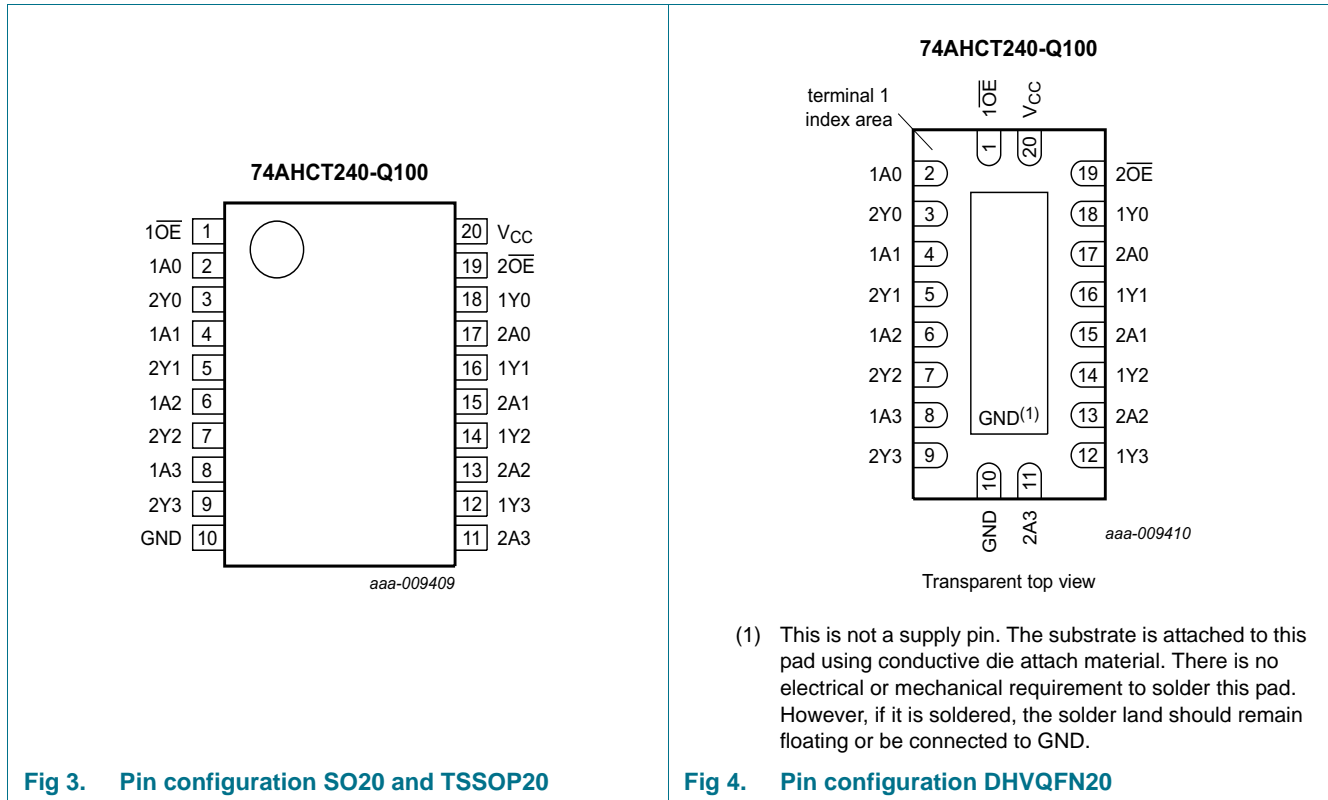 74AHCT240-Q100
1O̅E̅ 1
1A0 2
2Y0 3
1A1 4
2Y1 5
1A2 6
2Y2 7
1A3 8
2Y3 9
GND 10
20 VCC
19 2O̅E̅
18 1Y0
17 2A0
16 1Y1
15 2A1
14 1Y2
13 2A2
12 1Y3
11 2A3
aaa-009409
Fig 3. Pin configuration SO20 and TSSOP20
74AHCT240-Q100
terminal 1
index area
1O̅E̅
VCC
1
20
1A0 2
2Y0 3
1A1 4
2Y1 5
1A2 6
2Y2 7
1A3 8
2Y3 9
19 2O̅E̅
18 1Y0
17 2A0
16 1Y1
15 2A1
14 1Y2
13 2A2
12 1Y3
GND(1)
10
11
GND
2A3
aaa-009410
Transparent top view
(1) This is not a supply pin. The substrate is attached to this
pad using conductive die attach material. There is no
electrical or mechanical requirement to solder this pad.
However, if it is soldered, the solder land should remain
floating or be connected to GND.
Fig 4. Pin configuration DHVQFN20